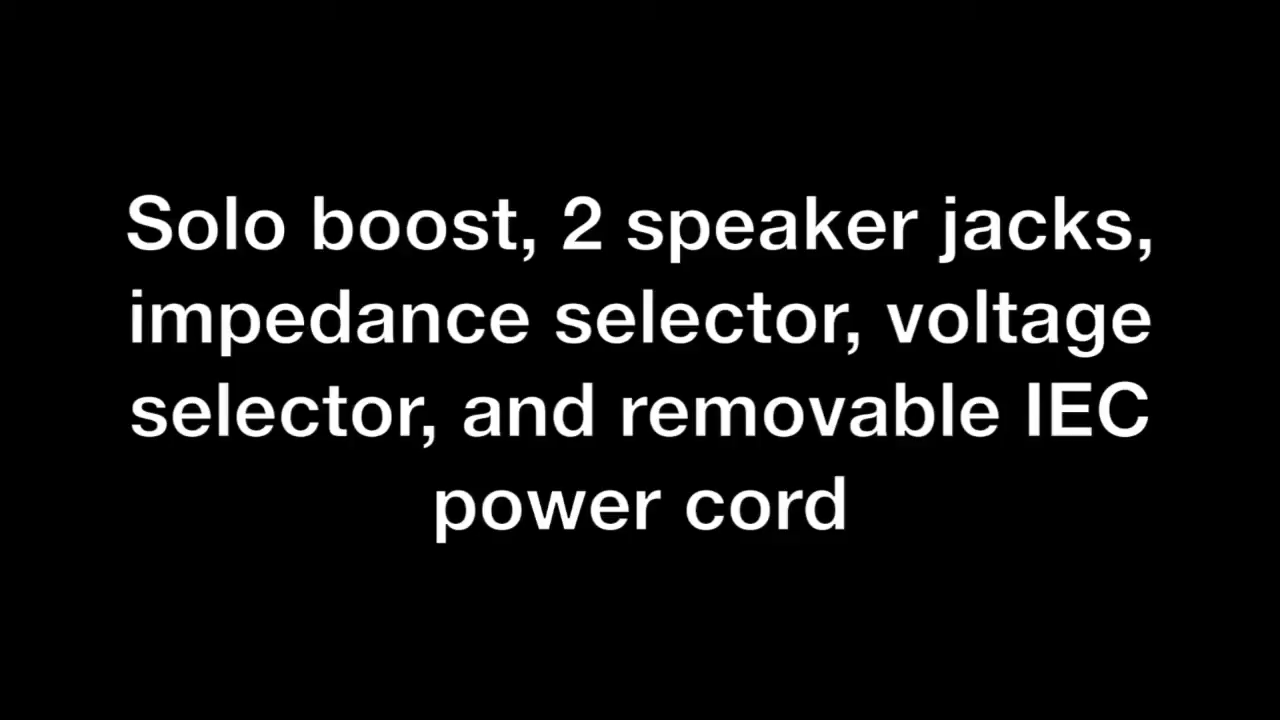 Solo boost, 2 speaker jacks,
impedance selector, voltage
selector, and removable IEC
power cord